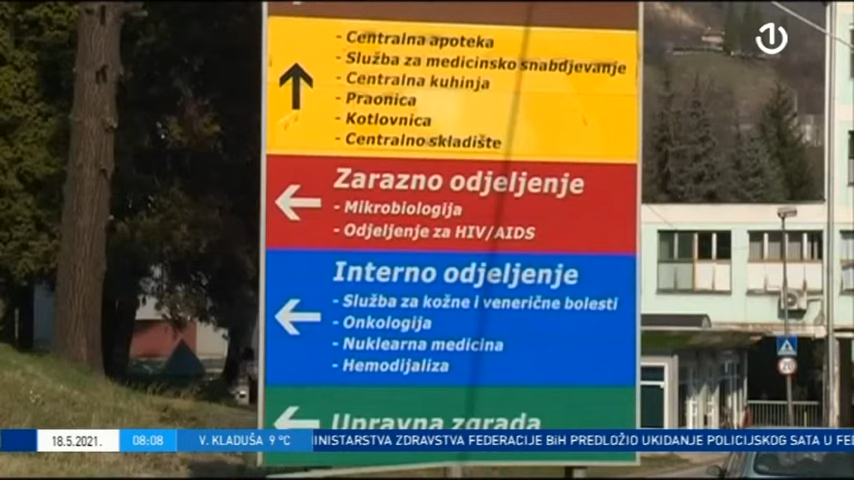 - Centralna apoteka
- Služba za medicinsko snabdjevanje
- Centralna kuhinja
- Praonica
- Kotlovnica
- Centralno skladište
Zarazno odjeljenje
- Mikrobiologija
- Odjeljenje za HIV/AIDS
Interno odjeljenje
- Služba za kožne i venerične bolesti
- Onkologija
- Nuklearna medicina
- Hemodijaliza
Upravna zgrada
20
18.5.2021. 08:08 V. KLADUŠA 9 °C INISTARSTVA ZDRAVSTVA FEDERACIJE BiH PREDLOŽIO UKIDANJE POLICIJSKOG SATA U FED